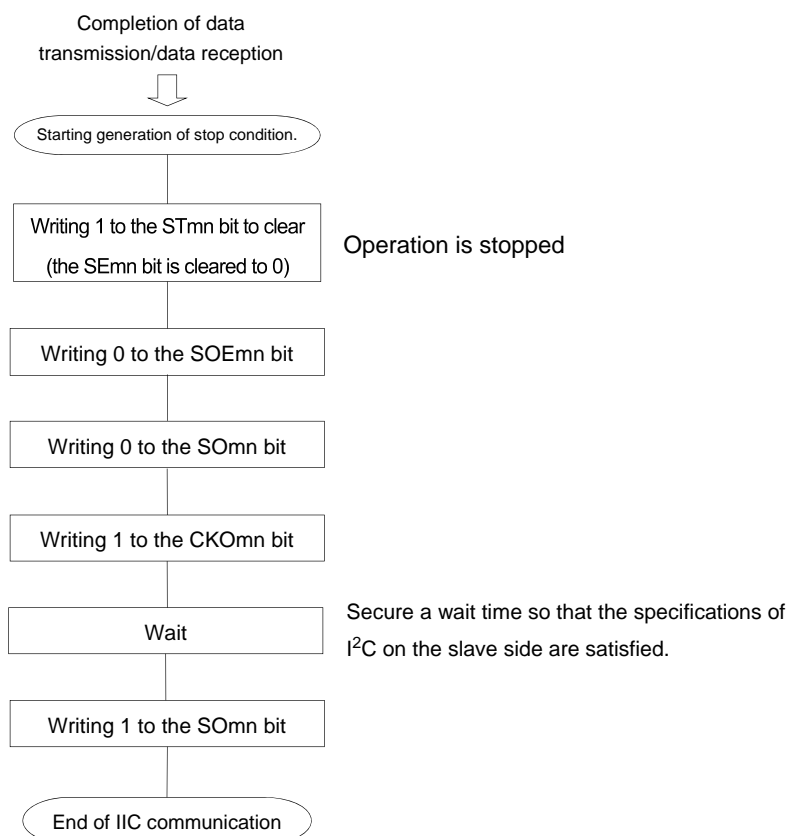 Completion of data
transmission/data reception
Starting generation of stop condition.
Writing 1 to the STmn bit to clear
(the SEmn bit is cleared to 0)
Operation is stopped
Writing 0 to the SOEmn bit
Writing 0 to the SOmn bit
Writing 1 to the CKOmn bit
Wait
Secure a wait time so that the specifications of
I²C on the slave side are satisfied.
Writing 1 to the SOmn bit
End of IIC communication